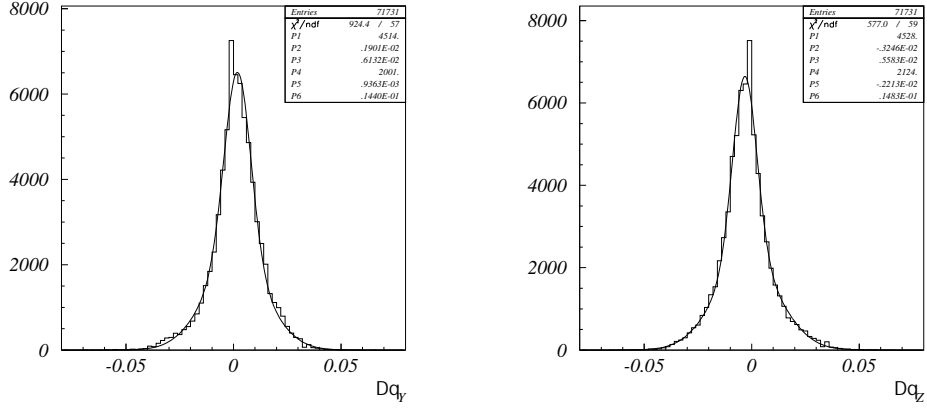 Entries 71731
χ²/ndf 924.4 / 57
P1 4514.
P2 .1901E-02
P3 .6132E-02
P4 2001.
P5 .9363E-03
P6 .1440E-01
8000
6000
4000
2000
0
-0.05 0 0.05
DqY
Entries 71731
χ²/ndf 577.0 / 59
P1 4528.
P2 -.3246E-02
P3 .5583E-02
P4 2124.
P5 -.2213E-02
P6 .1483E-01
8000
6000
4000
2000
0
-0.05 0 0.05
DqZ